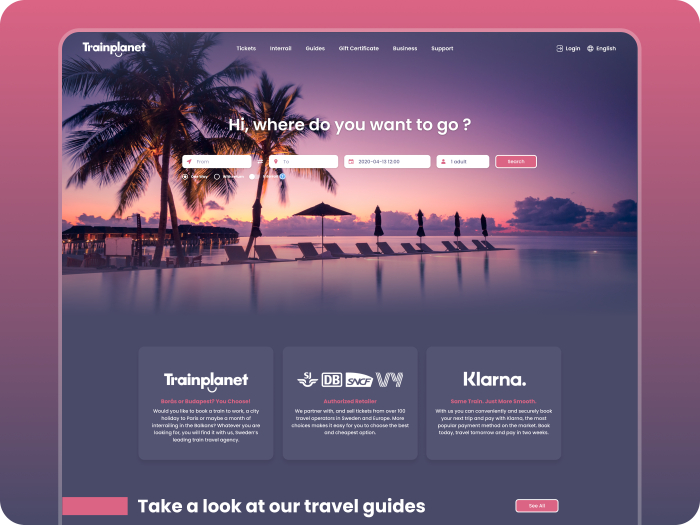 Trainplanet
Tickets Interrail Guides Gift Certificate Business Support
Login English
Hi, where do you want to go ?
From To 2020-04-13 12:00 1 adult Search
One Way
Trainplanet
Borås or Budapest? You Choose!
Would you like to book a train to work, a city
holiday to Paris or maybe a month of
interrailing in the Balkans? Whatever you are
looking for, you will find it with us, Sweden's
leading train travel agency.
SJ DB SNCF VY
Authorized Retailer
We partner with, and sell tickets from over 100
travel operators in Sweden and Europe. More
choices makes it easy for you to choose the best
and cheapest option.
Klarna.
Same Train, Just More Smooth.
With us you can conveniently and securely book
your next trip and pay with Klarna; the most
popular payment method on the market. Book
today, travel tomorrow and pay in two weeks.
Take a look at our travel guides
See All